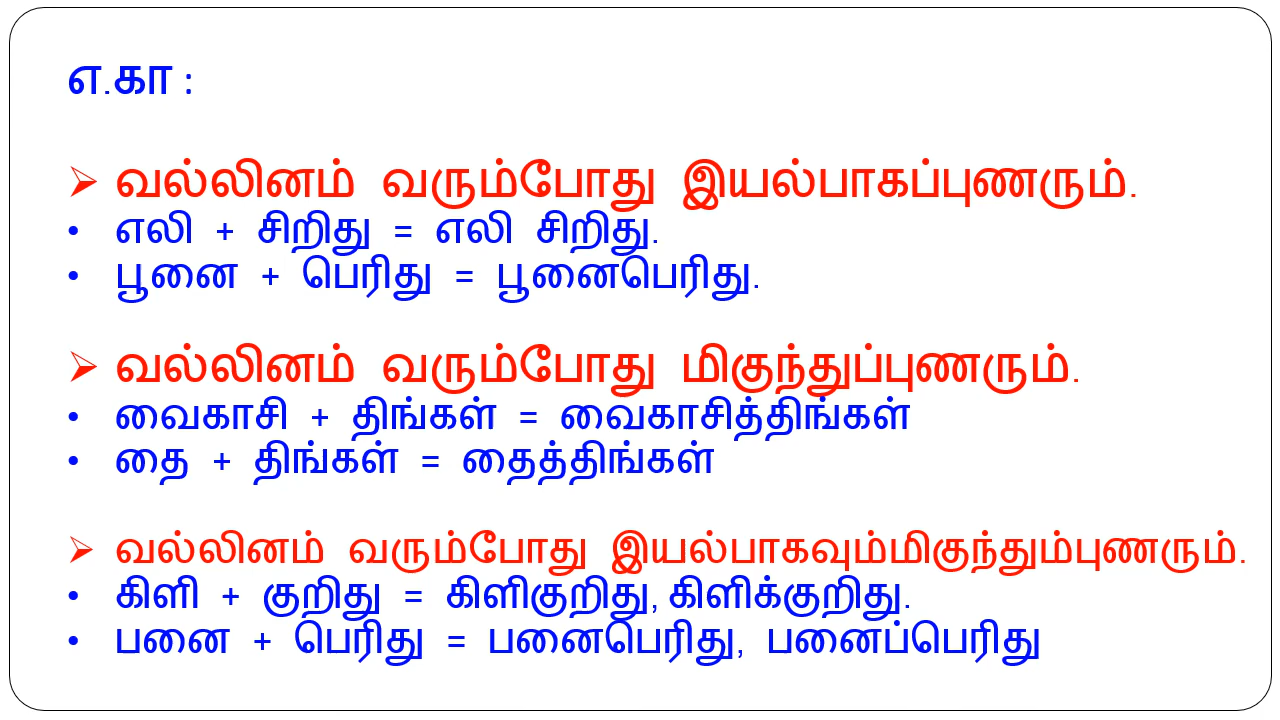 எ.கா :
➢ வல்லினம் வரும்போது இயல்பாகப்புணரும்.
• எலி + சிறிது = எலி சிறிது.
• பூனை + பெரிது = பூனைபெரிது.
➢ வல்லினம் வரும்போது மிகுந்துப்புணரும்.
• வைகாசி + திங்கள் = வைகாசித்திங்கள்
• தை + திங்கள் = தைத்திங்கள்
➢ வல்லினம் வரும்போது இயல்பாகவும்மிகுந்தும்புணரும்.
• கிளி + குறிது = கிளிகுறிது, கிளிக்குறிது.
• பனை + பெரிது = பனைபெரிது, பனைப்பெரிது